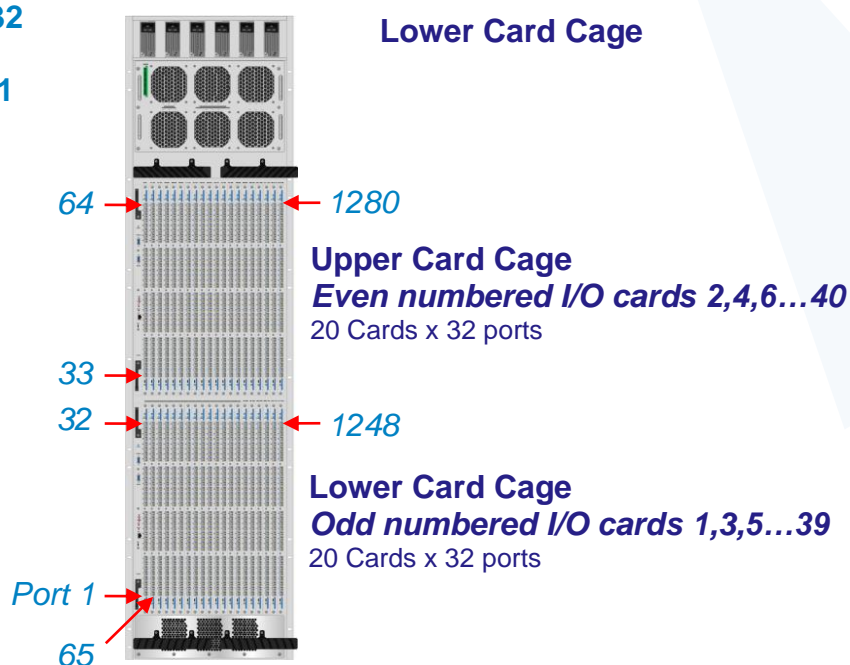 32
1
Lower Card Cage
64
1280
Upper Card Cage
Even numbered I/O cards 2,4,6…40
20 Cards x 32 ports
33
32
1248
Lower Card Cage
Odd numbered I/O cards 1,3,5…39
20 Cards x 32 ports
Port 1
65